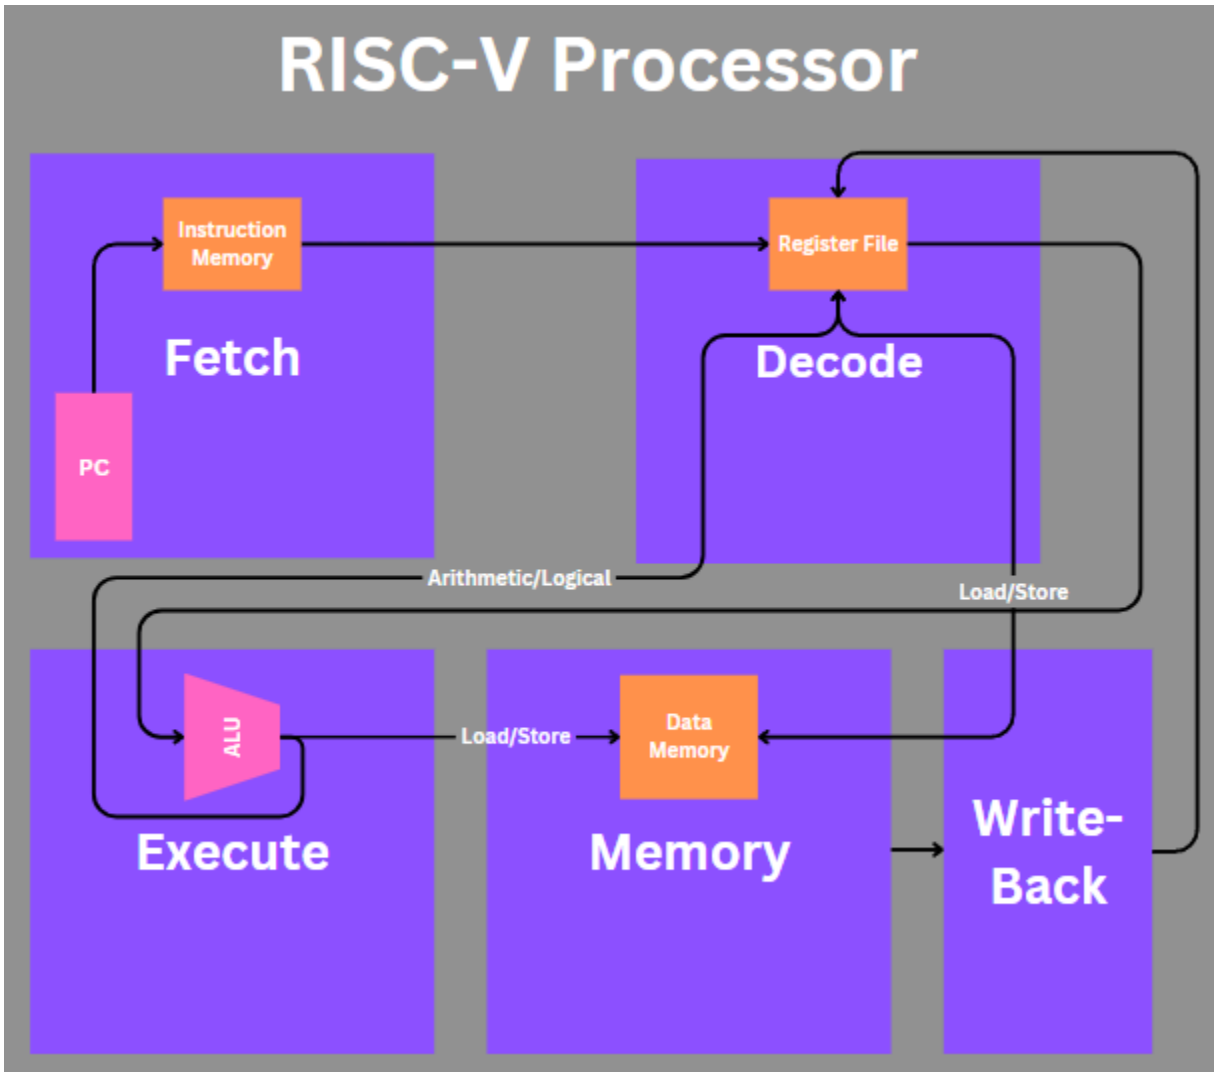 RISC-V Processor
Instruction
Memory
Fetch
PC
Register File
Decode
Arithmetic/Logical
Load/Store
ALU
Execute
Load/Store
Data
Memory
Memory
Write-
Back